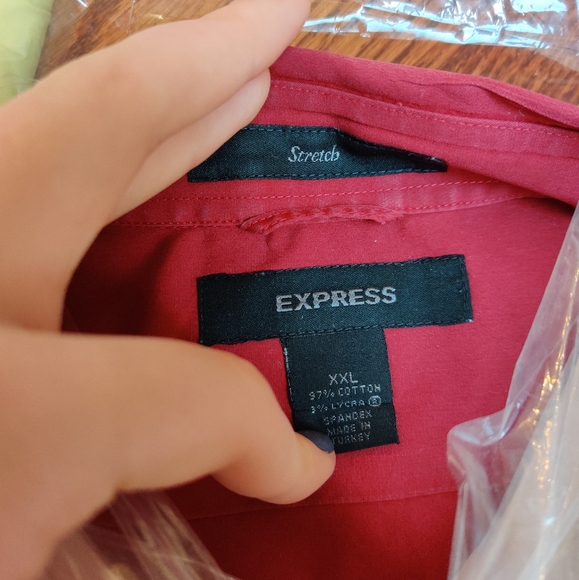 Stretch
EXPRESS
XXL
97% COTTON
3% LYCRA ®
SPANDEX
MADE IN
TURKEY